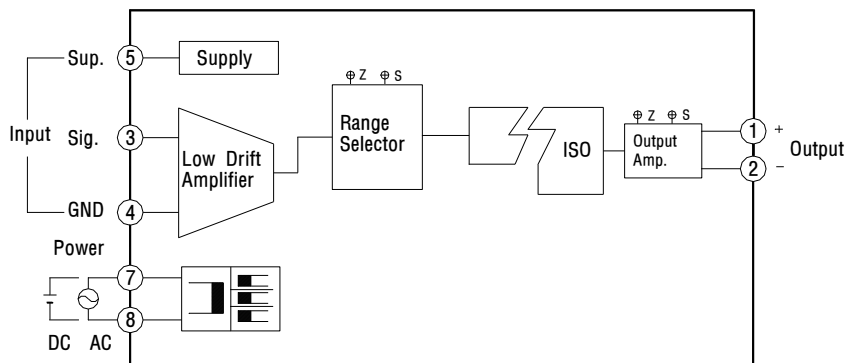 Sup. 5 Supply
Z S
Input Sig. 3 Low Drift
Amplifier
Range
Selector
ISO
Z S
Output
Amp.
1 +
2 −
Output
GND 4
Power
7
8
DC AC